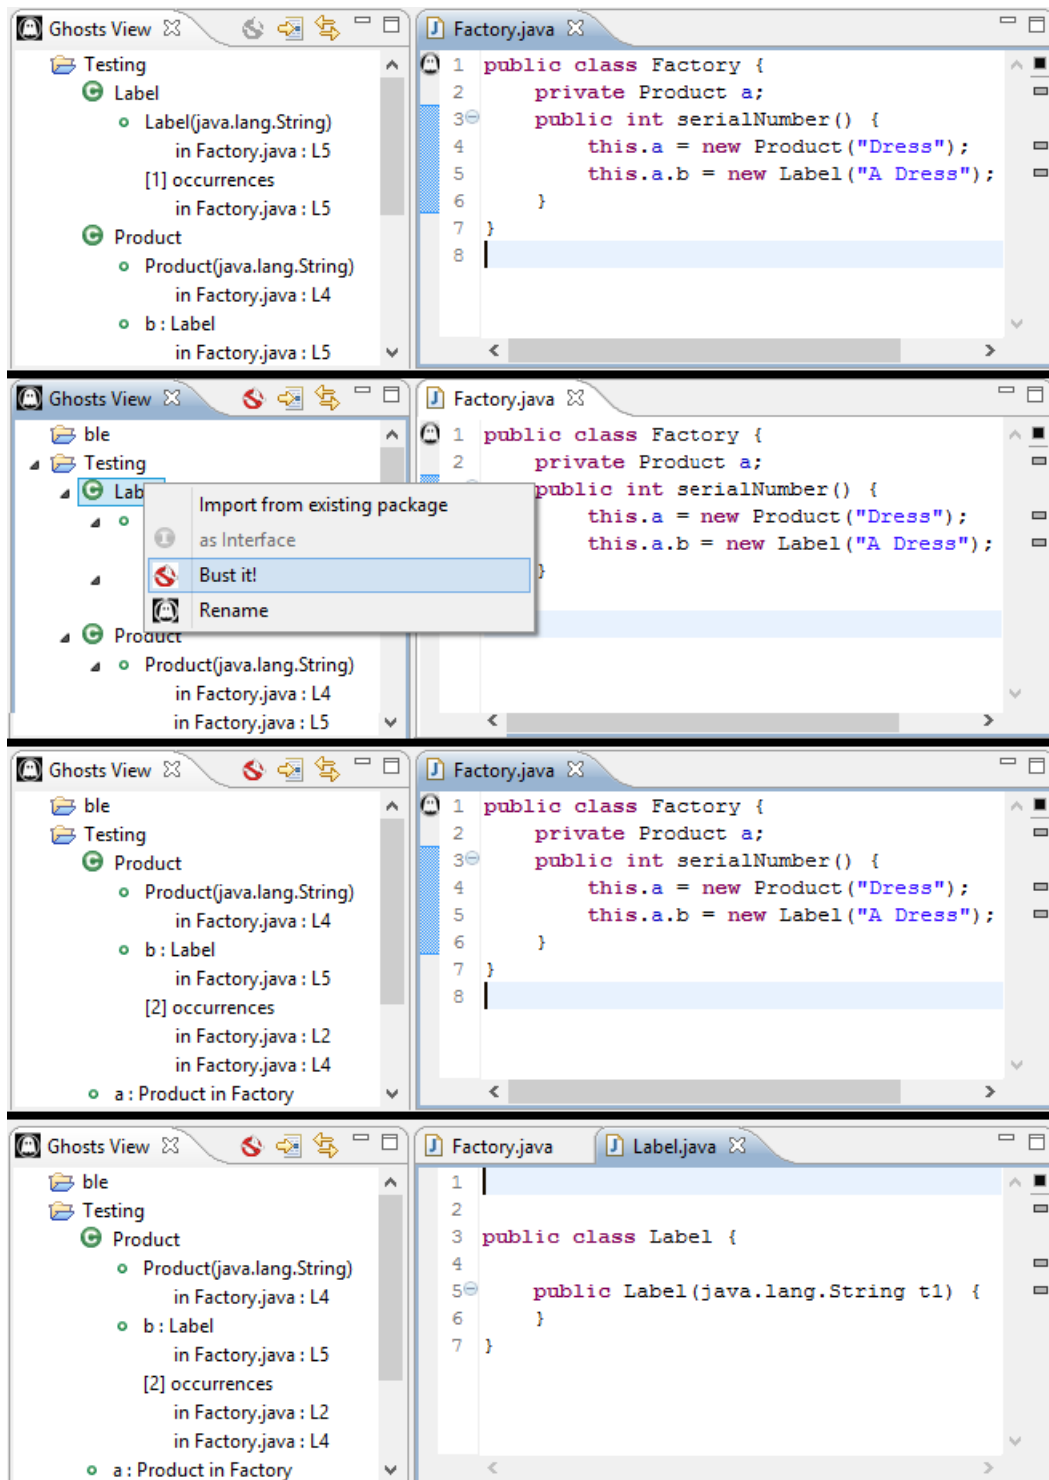 Ghosts View
Testing
Label
Label(java.lang.String)
in Factory.java : L5
[1] occurrences
in Factory.java : L5
Product
Product(java.lang.String)
in Factory.java : L4
b : Label
in Factory.java : L5
Factory.java
1 public class Factory {
2 private Product a;
3 public int serialNumber() {
4 this.a = new Product("Dress");
5 this.a.b = new Label("A Dress");
6 }
7 }
8
Ghosts View
ble
Testing
Lab
Import from existing package
as Interface
Bust it!
Rename
Product
Product(java.lang.String)
in Factory.java : L4
in Factory.java : L5
Factory.java
1 public class Factory {
2 private Product a;
public int serialNumber() {
this.a = new Product("Dress");
this.a.b = new Label("A Dress");
}
Ghosts View
ble
Testing
Product
Product(java.lang.String)
in Factory.java : L4
b : Label
in Factory.java : L5
[2] occurrences
in Factory.java : L2
in Factory.java : L4
a : Product in Factory
Factory.java
1 public class Factory {
2 private Product a;
3 public int serialNumber() {
4 this.a = new Product("Dress");
5 this.a.b = new Label("A Dress");
6 }
7 }
8
Ghosts View
ble
Testing
Product
Product(java.lang.String)
in Factory.java : L4
b : Label
in Factory.java : L5
[2] occurrences
in Factory.java : L2
in Factory.java : L4
a : Product in Factory
Factory.java
Label.java
1
2
3 public class Label {
4
5 public Label(java.lang.String t1) {
6 }
7 }